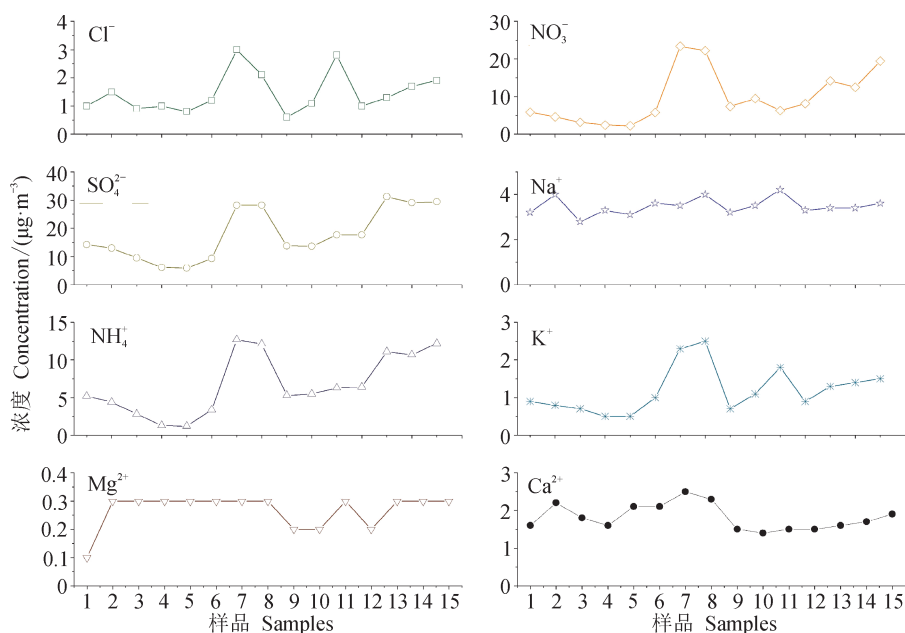 Cl⁻
4
3
2
1
0
NO₃⁻
30
20
10
0
SO₄²⁻
40
30
20
10
0
Na⁺
4
2
0
NH₄⁺
15
10
5
0
K⁺
3
2
1
0
Mg²⁺
0.4
0.3
0.2
0.1
0
Ca²⁺
3
2
1
0
浓度 Concentration/(μg·m⁻³)
1 2 3 4 5 6 7 8 9 10 11 12 13 14 15
样品 Samples
1 2 3 4 5 6 7 8 9 10 11 12 13 14 15
样品 Samples